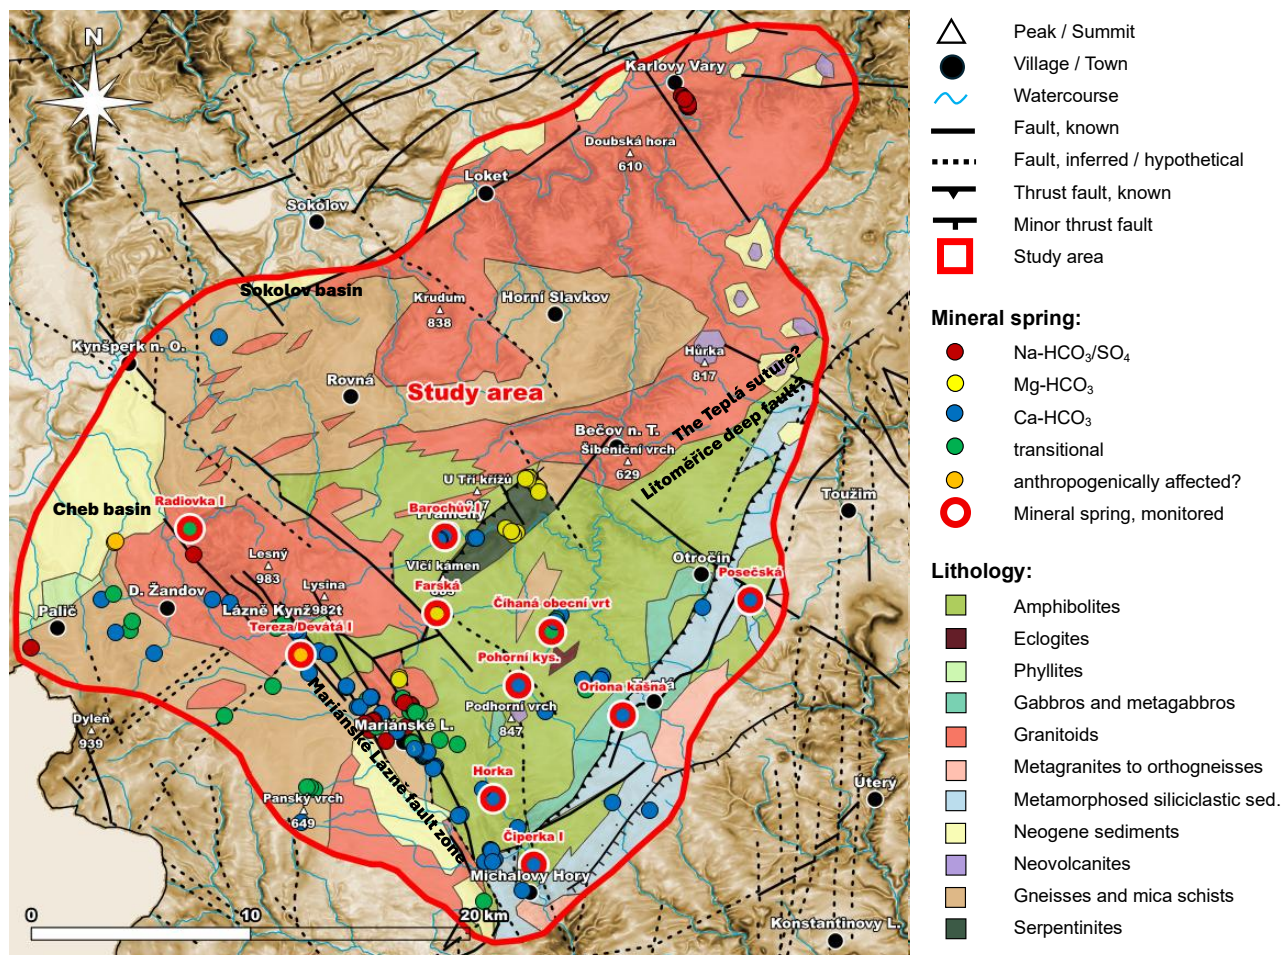 N
Karlovy Vary
Doubská hora
610
Loket
Sokolov
Sokolov basin
Krudum
838
Horní Slavkov
Kynšperk n. O.
Hůrka
817
Rovná
Study area
The Teplá suture?
Litoměřice deep fault?
Bečov n. T.
Šibeniční vrch
629
U Tří křížů
Toužim
Cheb basin
Radiovka I
Barochův I
Prameny
Lesný
983
Vlčí kámen
Otročín
Posečská
D. Žandov
Lysina
982
Farská
Palič
Číhaná obecní vrt
Tereza/Devátá I
Pohorní kys.
Oriona kašna
Podhorní vrch
847
Dyleň
939
Mariánské L.
Mariánské Lázně fault zone
Horka
Úterý
Panský vrch
649
Čiperka I
Michalovy Hory
Konstantinovy L.
0
10
20 km
Peak / Summit
Village / Town
Watercourse
Fault, known
Fault, inferred / hypothetical
Thrust fault, known
Minor thrust fault
Study area
Mineral spring:
Na-HCO₃/SO₄
Mg-HCO₃
Ca-HCO₃
transitional
anthropogenically affected?
Mineral spring, monitored
Lithology:
Amphibolites
Eclogites
Phyllites
Gabbros and metagabbros
Granitoids
Metagranites to orthogneisses
Metamorphosed siliciclastic sed.
Neogene sediments
Neovolcanites
Gneisses and mica schists
Serpentinites